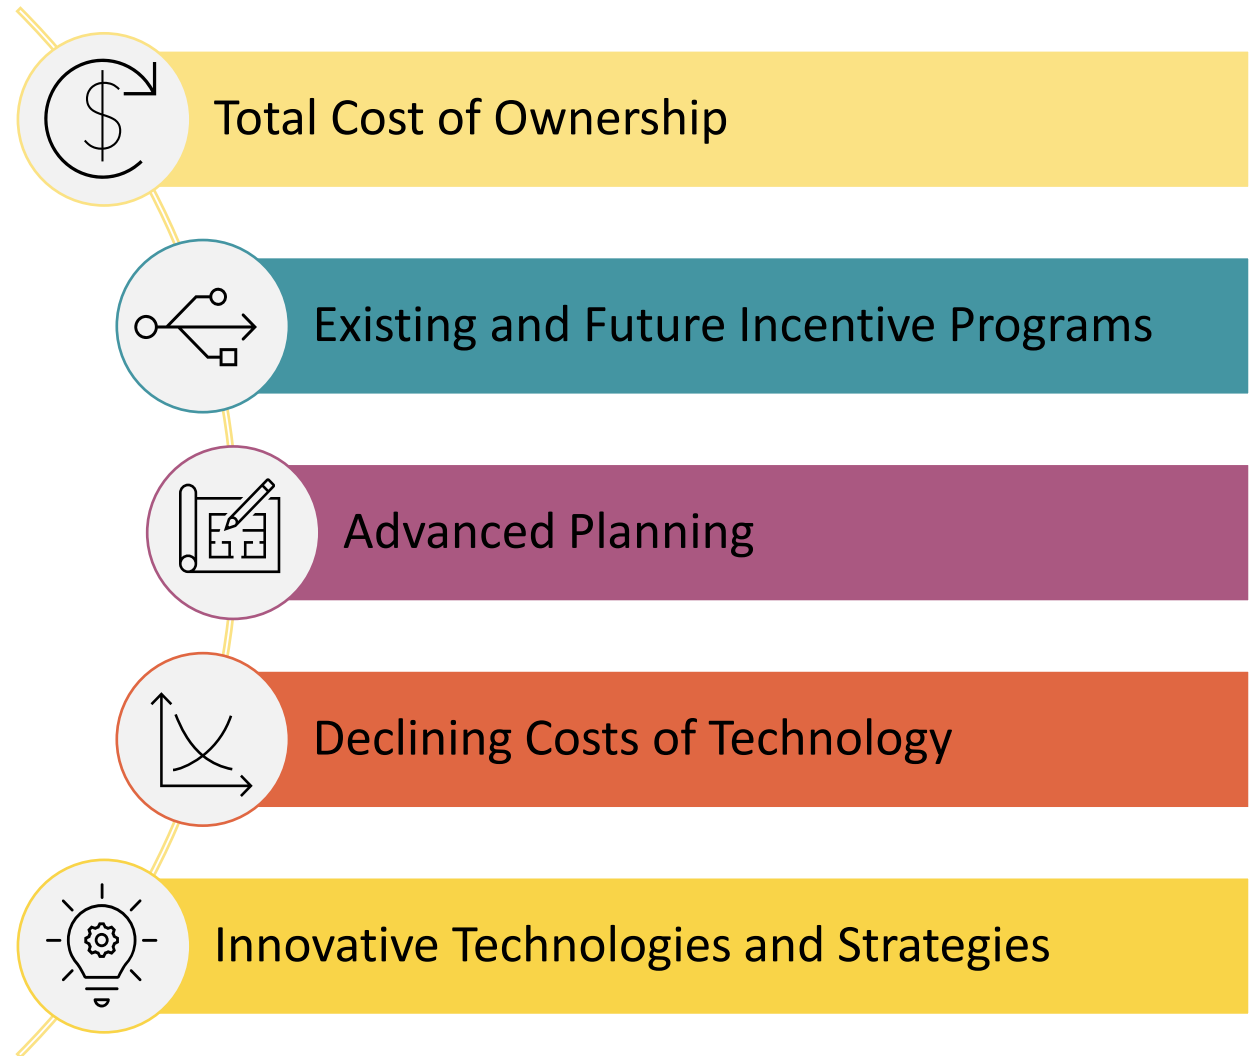 Total Cost of Ownership
Existing and Future Incentive Programs
Advanced Planning
Declining Costs of Technology
Innovative Technologies and Strategies